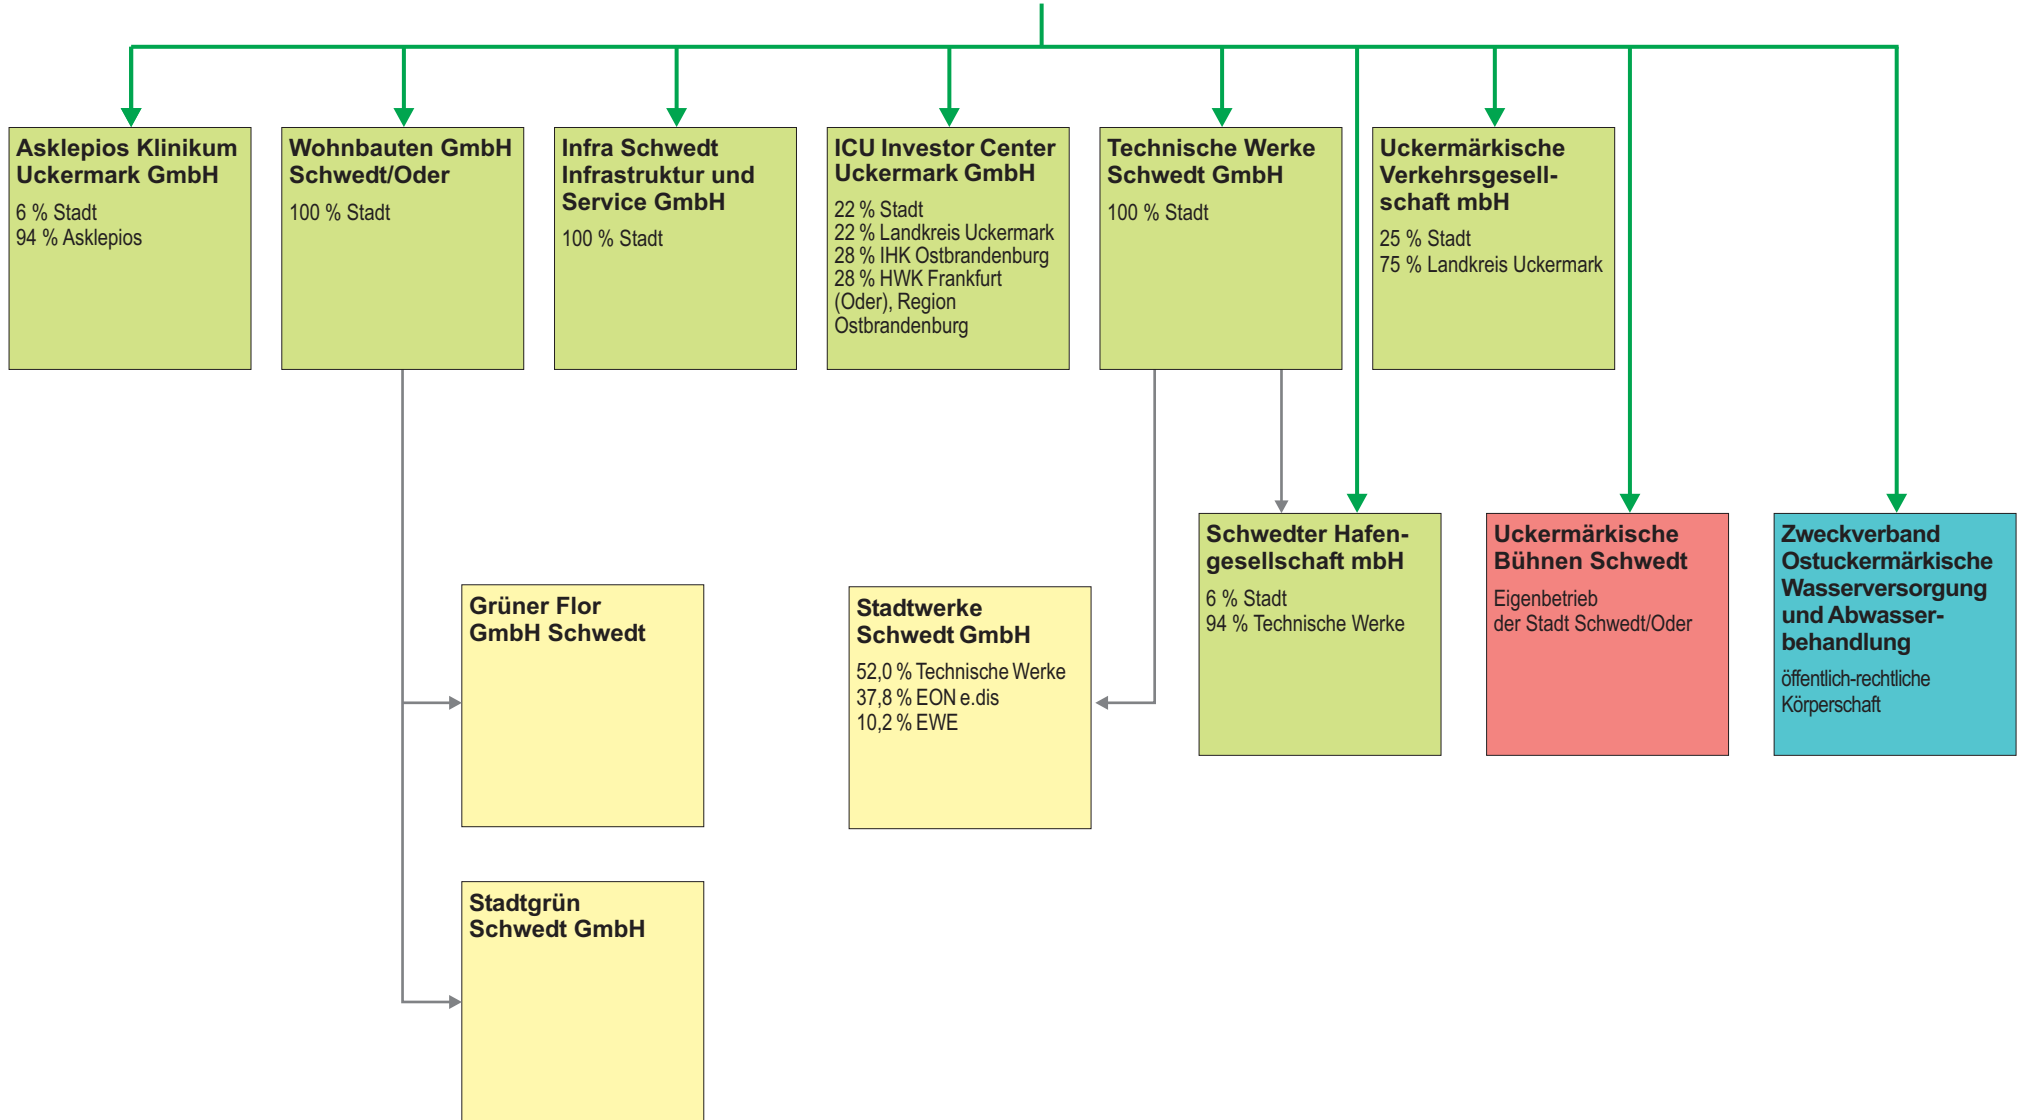 Asklepios Klinikum
Uckermark GmbH
6 % Stadt
94 % Asklepios
Wohnbauten GmbH
Schwedt/Oder
100 % Stadt
Infra Schwedt
Infrastruktur und
Service GmbH
100 % Stadt
ICU Investor Center
Uckermark GmbH
22 % Stadt
22 % Landkreis Uckermark
28 % IHK Ostbrandenburg
28 % HWK Frankfurt
(Oder), Region
Ostbrandenburg
Technische Werke
Schwedt GmbH
100 % Stadt
Uckermärkische
Verkehrsgesell-
schaft mbH
25 % Stadt
75 % Landkreis Uckermark
Schwedter Hafen-
gesellschaft mbH
6 % Stadt
94 % Technische Werke
Uckermärkische
Bühnen Schwedt
Eigenbetrieb
der Stadt Schwedt/Oder
Zweckverband
Ostuckermärkische
Wasserversorgung
und Abwasser-
behandlung
öffentlich-rechtliche
Körperschaft
Grüner Flor
GmbH Schwedt
Stadtwerke
Schwedt GmbH
52,0 % Technische Werke
37,8 % EON e.dis
10,2 % EWE
Stadtgrün
Schwedt GmbH